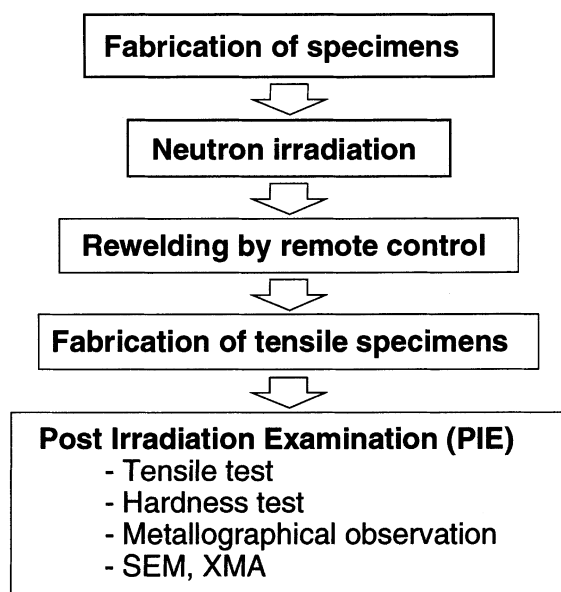 Fabrication of specimens
Neutron irradiation
Rewelding by remote control
Fabrication of tensile specimens
Post Irradiation Examination (PIE)
- Tensile test
- Hardness test
- Metallographical observation
- SEM, XMA